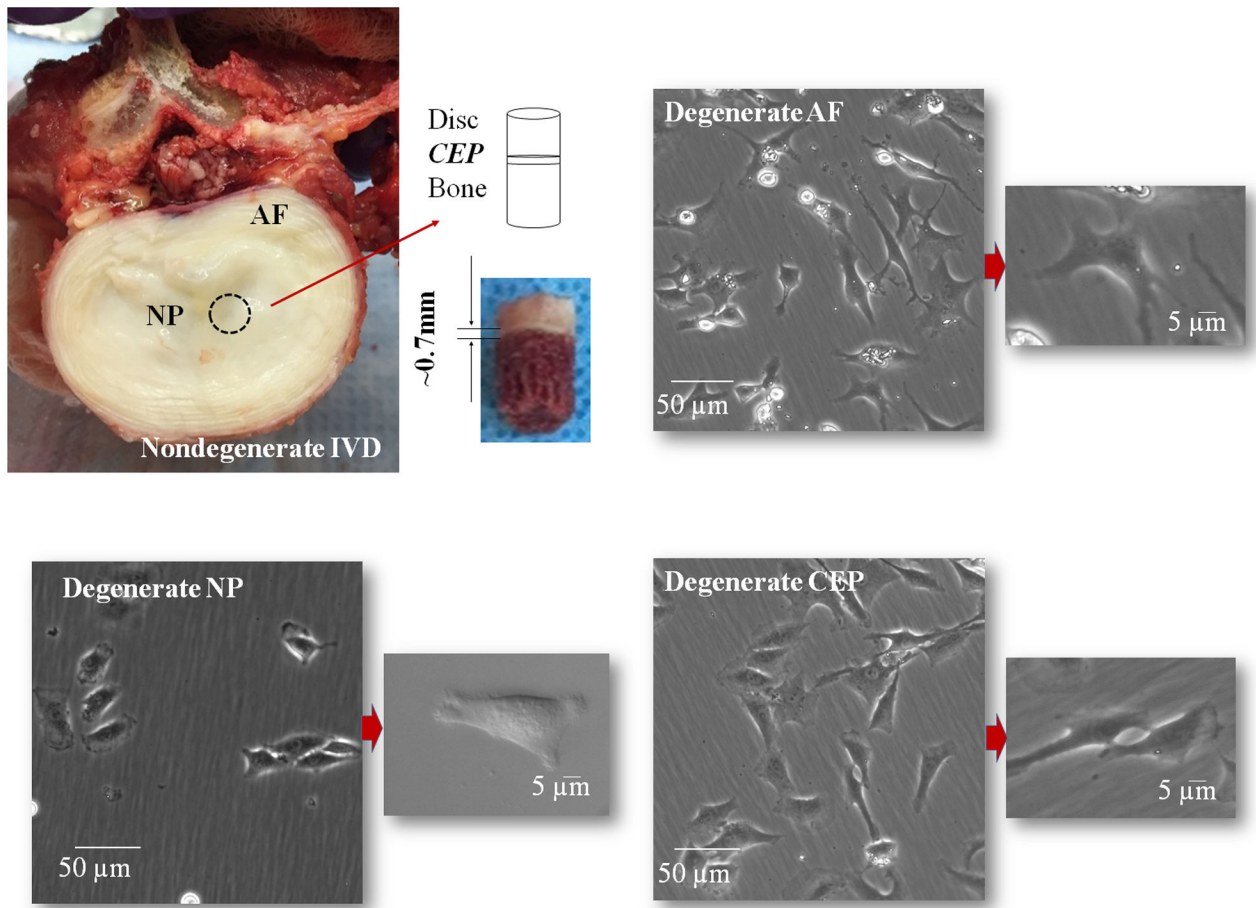 AF
NP
Nondegenerate IVD
Disc
CEP
Bone
~0.7mm
Degenerate AF
50 µm
5 µm
Degenerate NP
50 µm
5 µm
Degenerate CEP
50 µm
5 µm